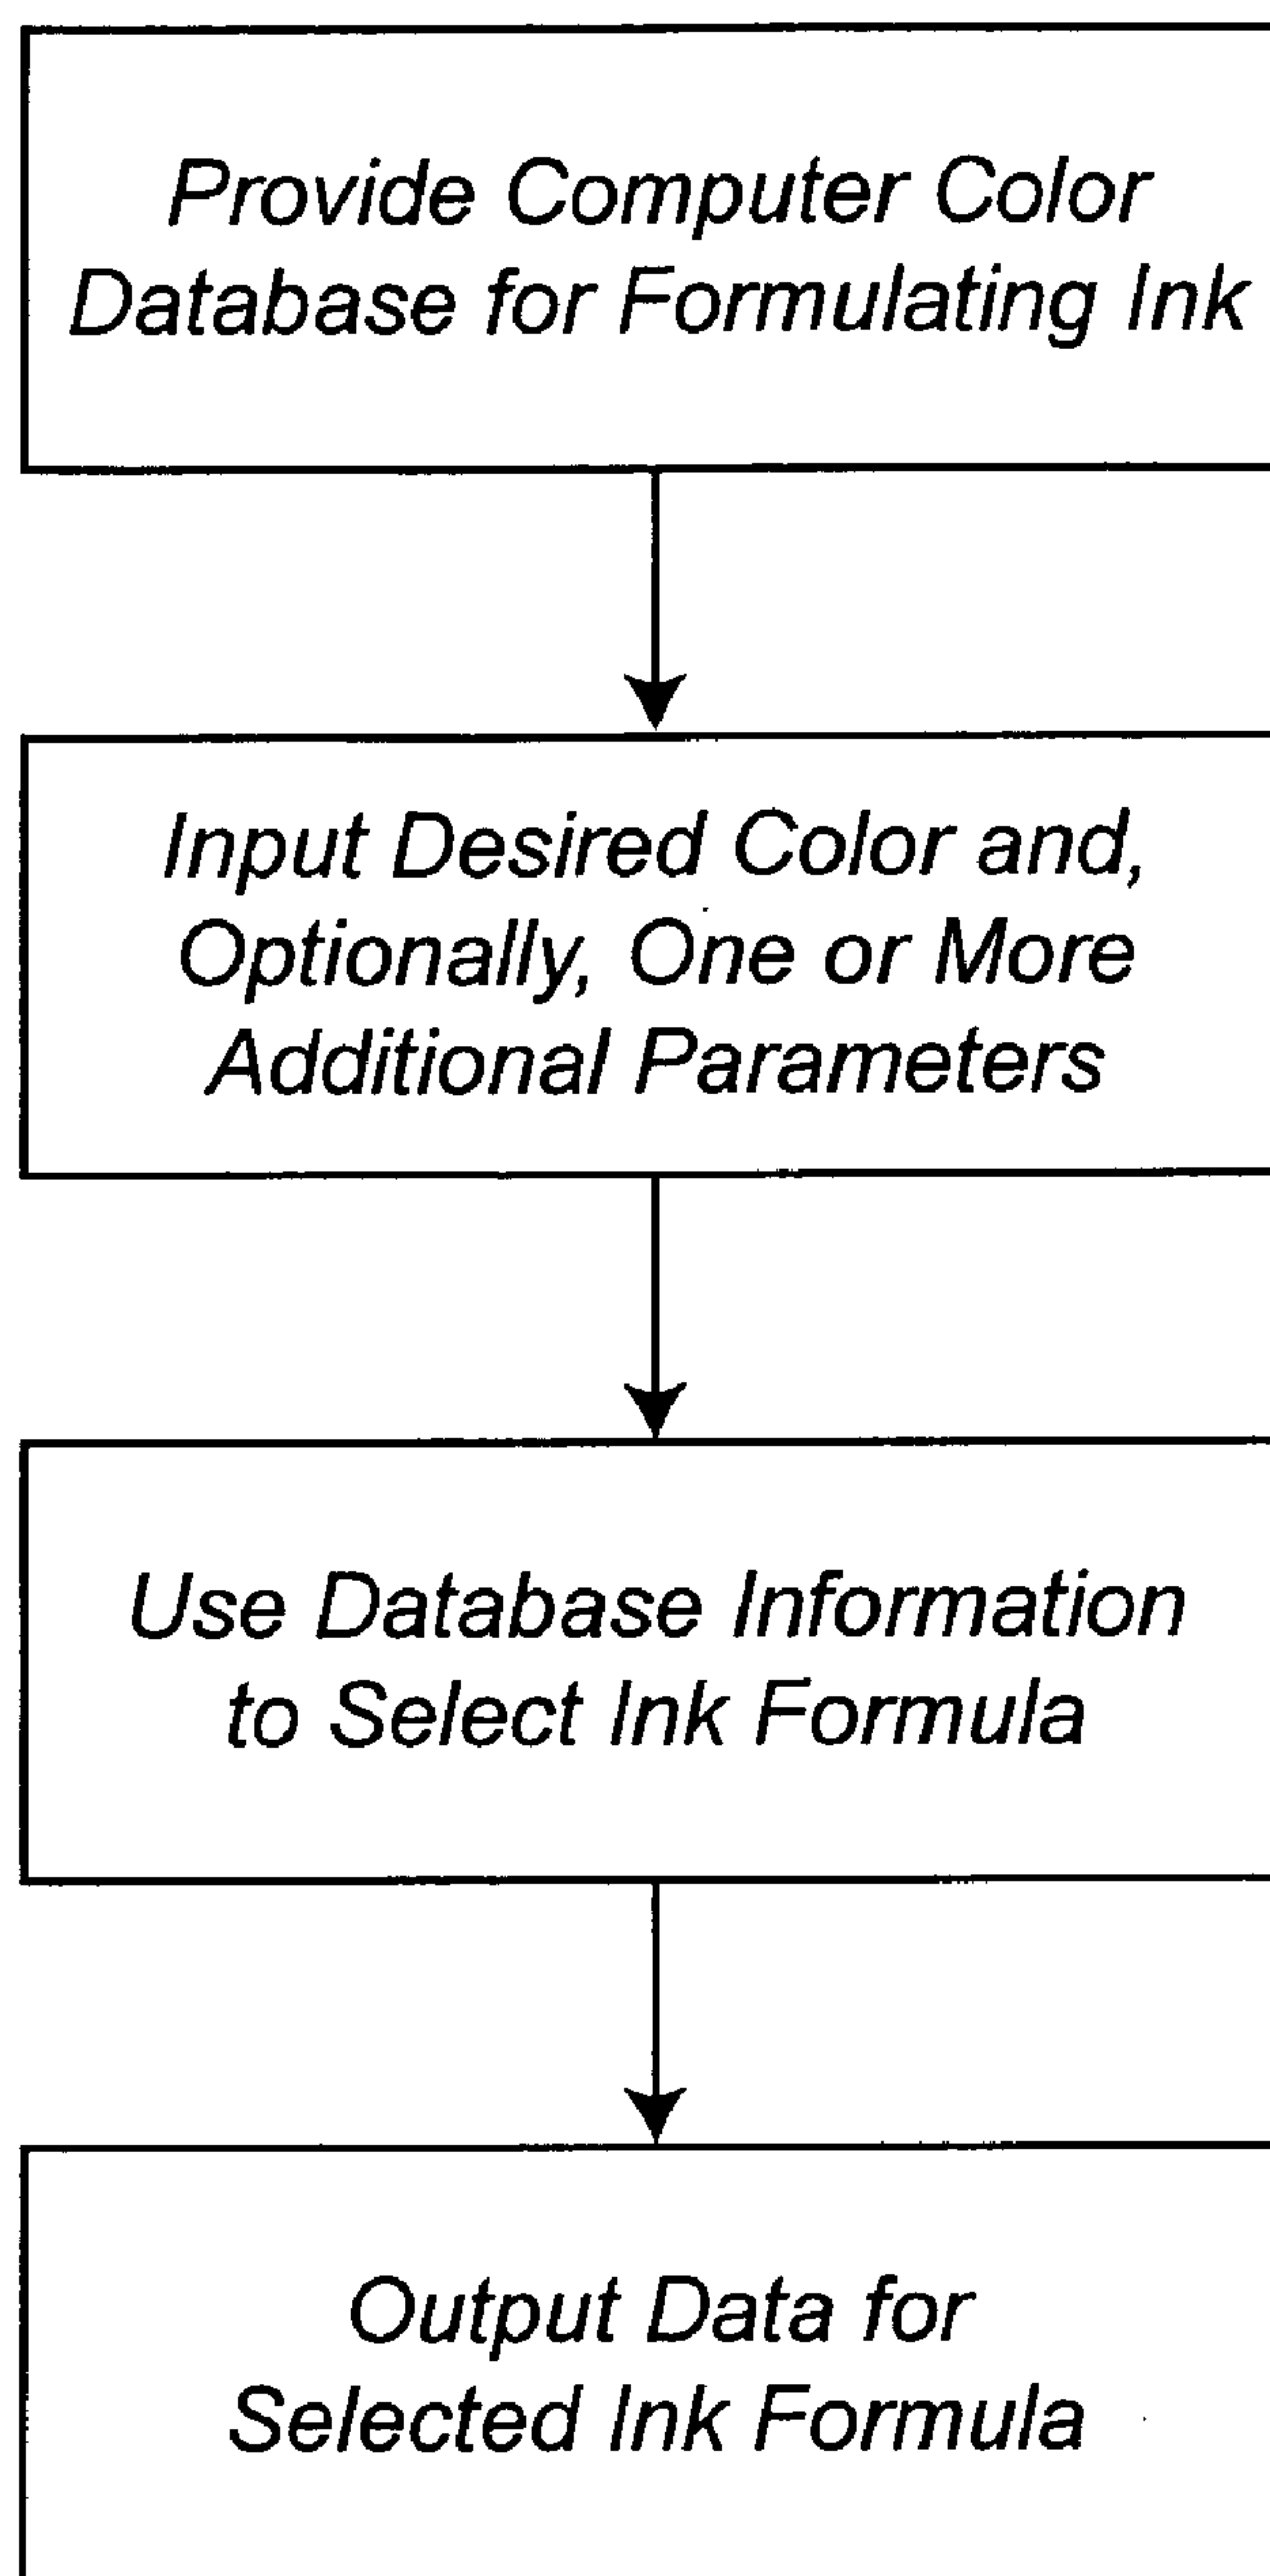 Provide Computer Color
Database for Formulating Ink
Input Desired Color and,
Optionally, One or More
Additional Parameters
Use Database Information
to Select Ink Formula
Output Data for
Selected Ink Formula